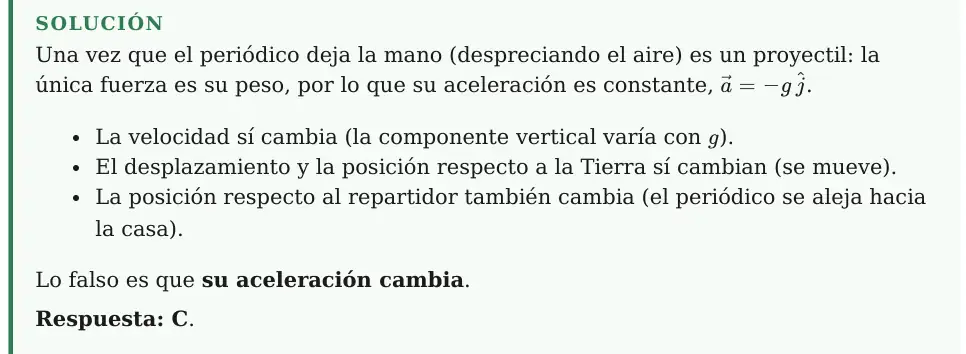 SOLUCIÓN
Una vez que el periódico deja la mano (despreciando el aire) es un proyectil: la
única fuerza es su peso, por lo que su aceleración es constante, $\vec{a} = -g\,\hat{j}$.
• La velocidad sí cambia (la componente vertical varía con $g$).
• El desplazamiento y la posición respecto a la Tierra sí cambian (se mueve).
• La posición respecto al repartidor también cambia (el periódico se aleja hacia
la casa).
Lo falso es que su aceleración cambia.
Respuesta: C.